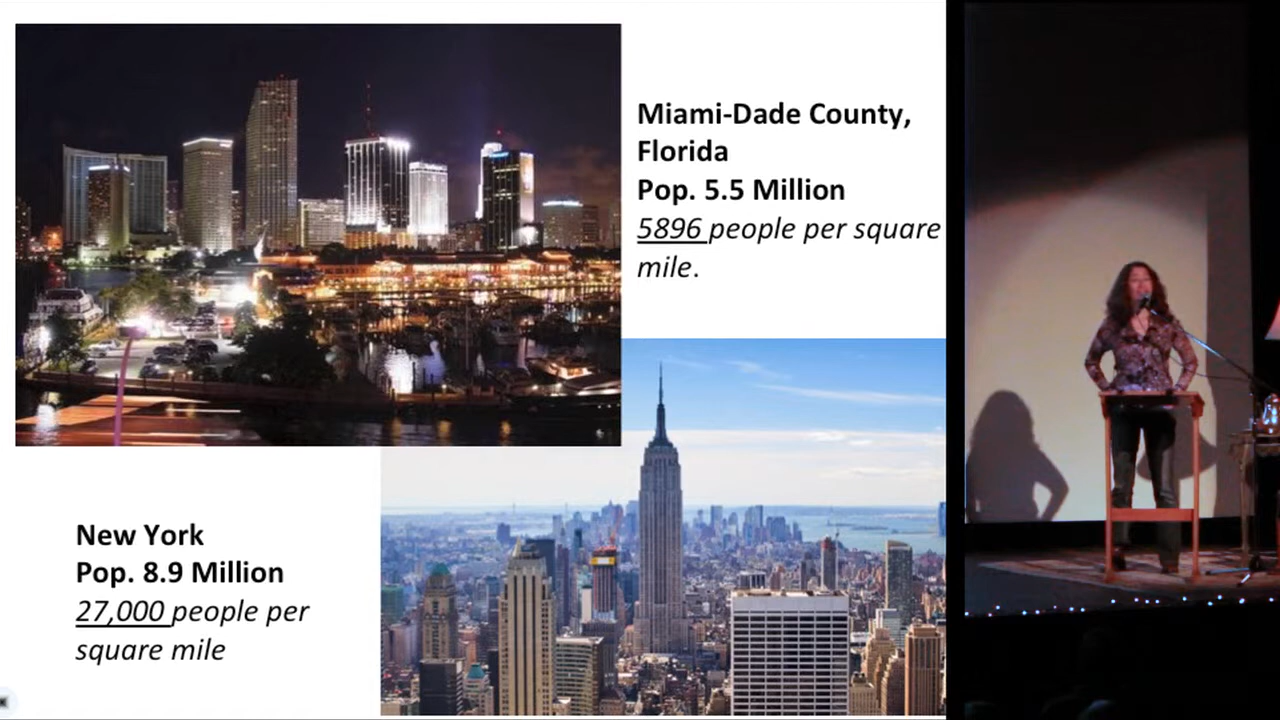 Miami-Dade County,
Florida
Pop. 5.5 Million
5896 people per square
mile.
New York
Pop. 8.9 Million
27,000 people per
square mile